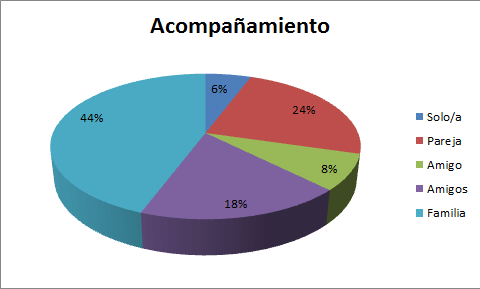 Acompañamiento
6%
24%
8%
18%
44%
Solo/a
Pareja
Amigo
Amigos
Familia